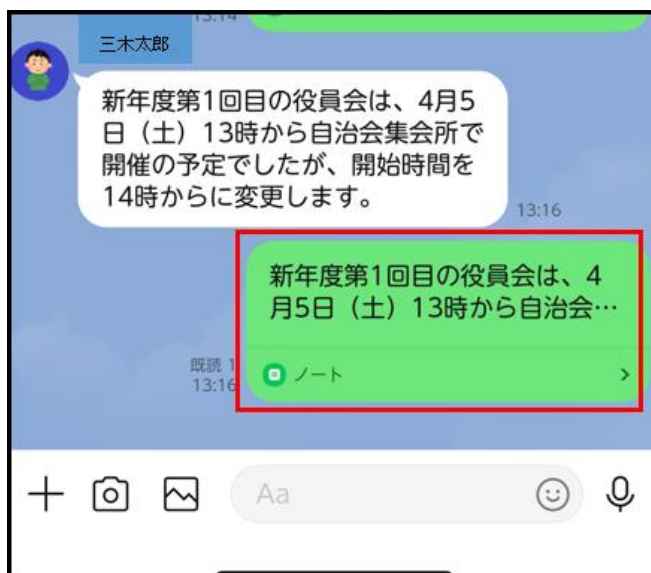 13:14
三木太郎
新年度第1回目の役員会は、4月5
日（土）13時から自治会集会所で
開催の予定でしたが、開始時間を
14時からに変更します。
13:16
新年度第1回目の役員会は、4
月5日（土）13時から自治会…
既読 1
13:16
ノート
Aa